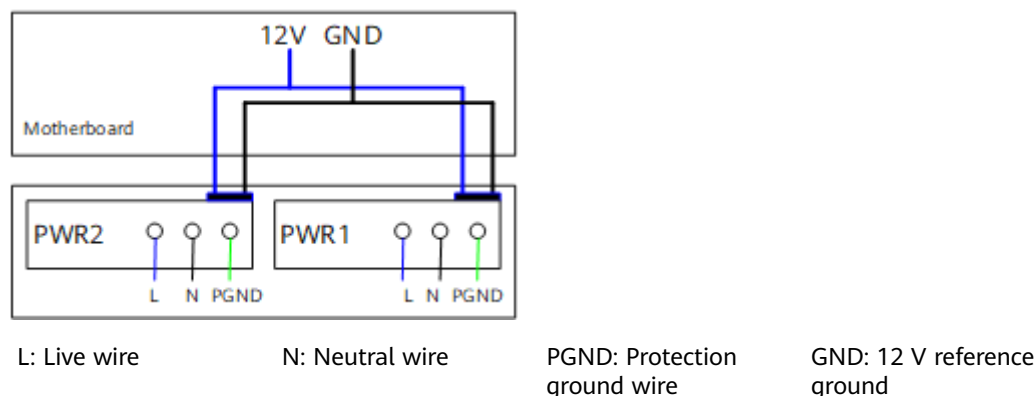 12V GND
Motherboard
PWR2
PWR1
L N PGND
L N PGND
L: Live wire
N: Neutral wire
PGND: Protection
ground wire
GND: 12 V reference
ground